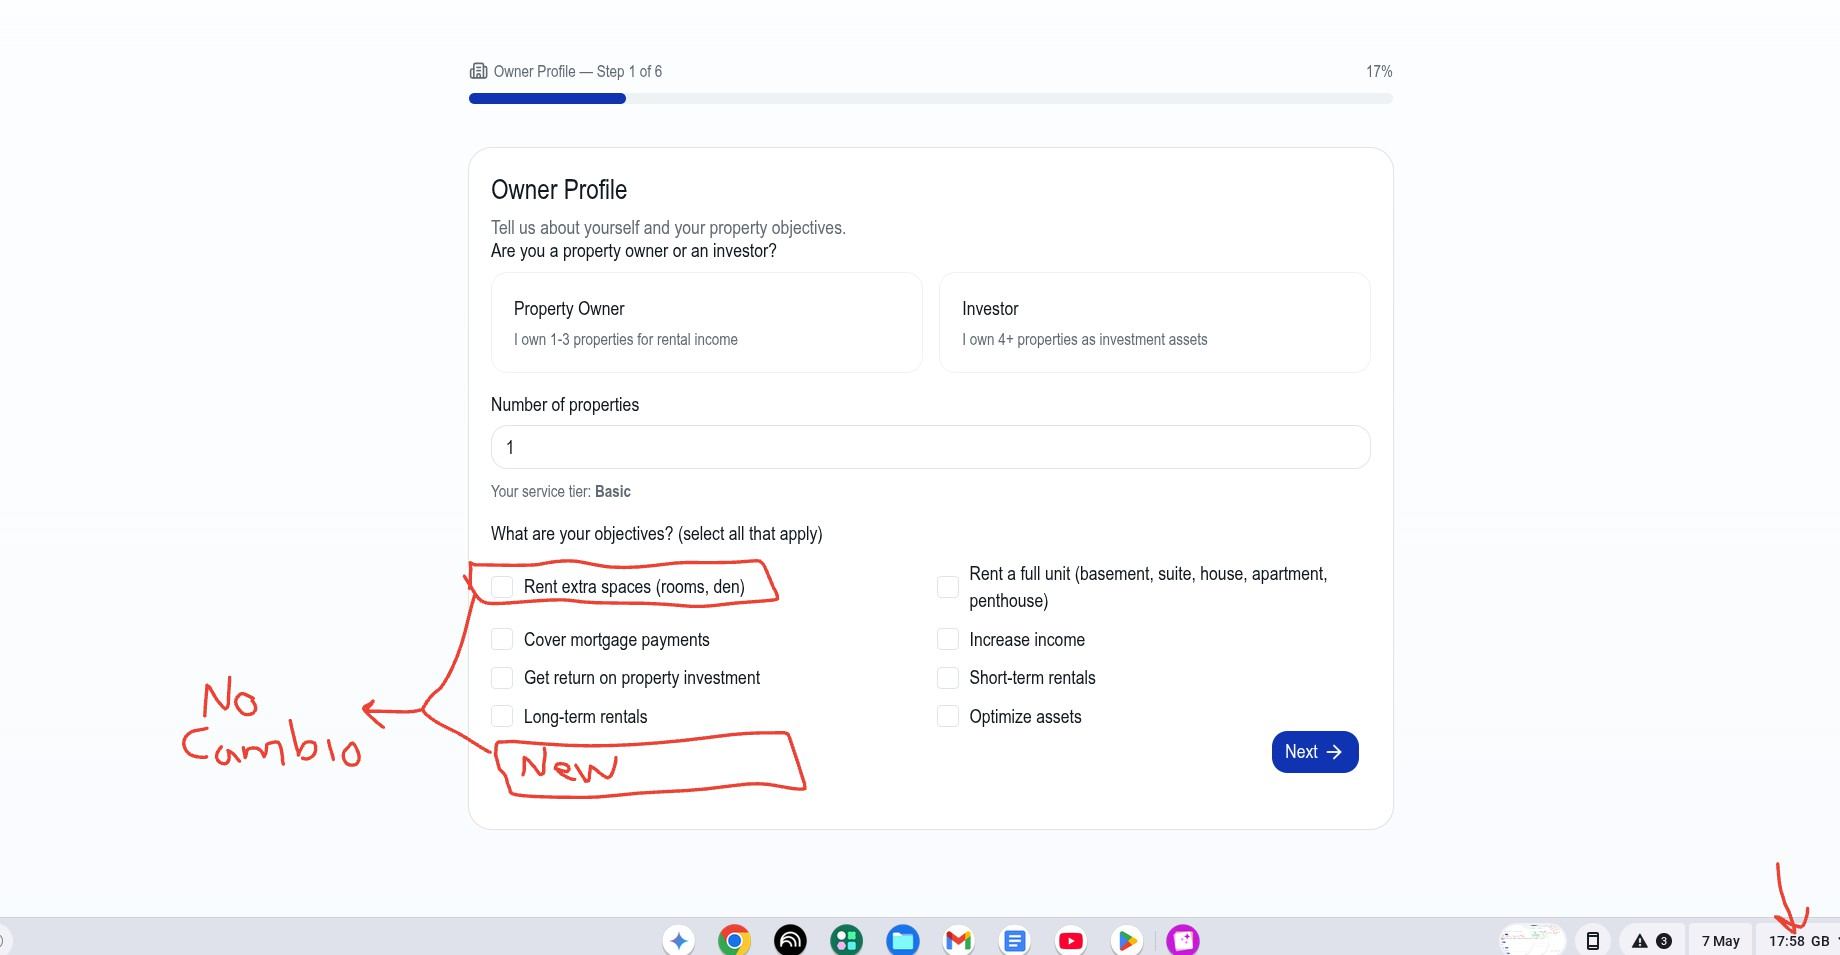 Owner Profile — Step 1 of 6
17%
Owner Profile
Tell us about yourself and your property objectives.
Are you a property owner or an investor?
Property Owner
I own 1-3 properties for rental income
Investor
I own 4+ properties as investment assets
Number of properties
1
Your service tier: Basic
What are your objectives? (select all that apply)
Rent extra spaces (rooms, den)
Rent a full unit (basement, suite, house, apartment,
penthouse)
Cover mortgage payments
Increase income
Get return on property investment
Short-term rentals
Long-term rentals
Optimize assets
No
Cambio
New
Next
3
7 May
17:58 GB